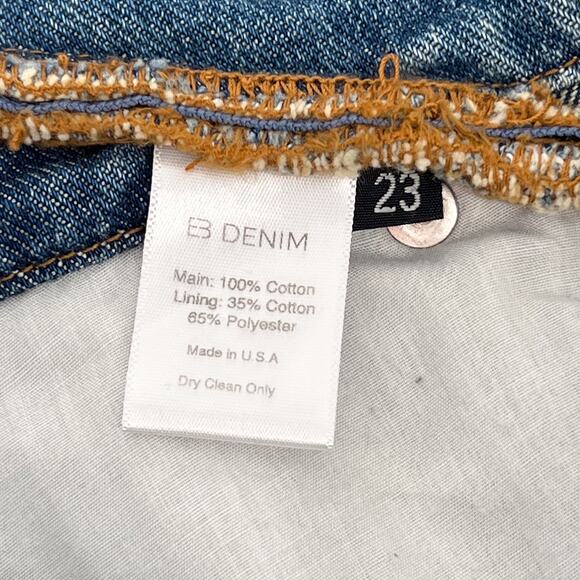 23
EB DENIM
Main: 100% Cotton
Lining: 35% Cotton
65% Polyester
Made in U.S.A
Dry Clean Only